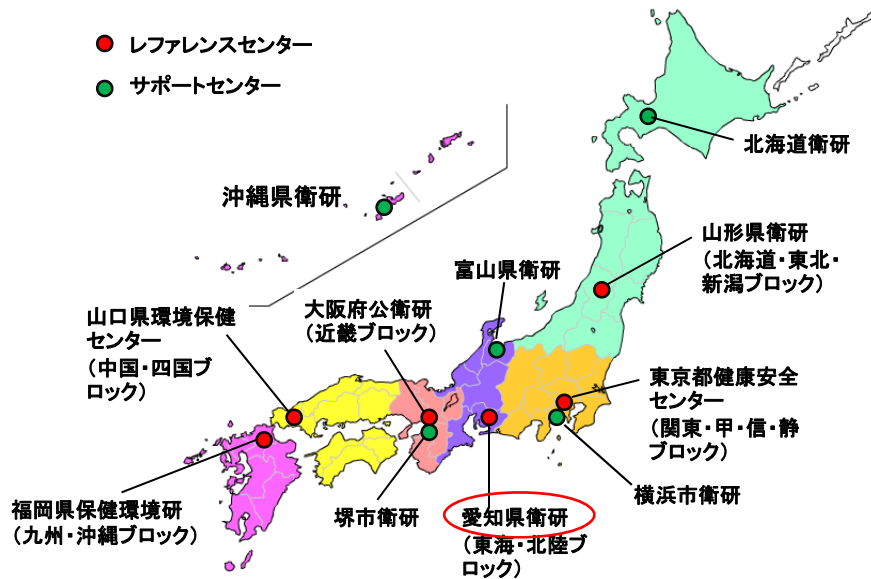 レファレンスセンター
サポートセンター
北海道衛研
沖縄県衛研
山形県衛研
(北海道・東北・
新潟ブロック)
富山県衛研
大阪府公衛研
(近畿ブロック)
山口県環境保健
センター
(中国・四国ブ
ロック)
東京都健康安全
センター
(関東・甲・信・静
ブロック)
横浜市衛研
福岡県保健環境研
(九州・沖縄ブロック)
堺市衛研
愛知県衛研
(東海・北陸ブ
ロック)